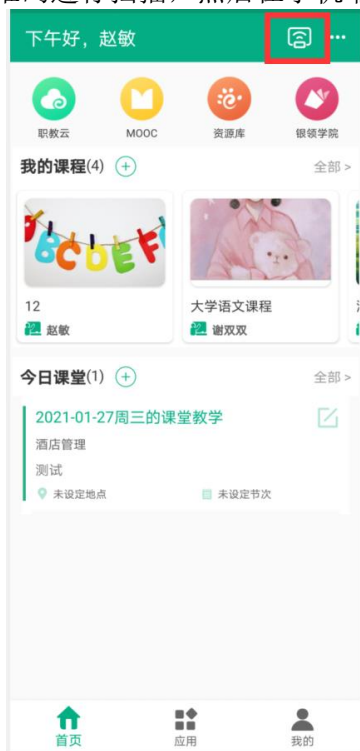 下午好，赵敏
职教云
MOOC
资源库
银领学院
我的课程(4)
全部 >
ABCDEF
12
赵敏
大学语文课程
谢双双
今日课堂(1)
全部 >
2021-01-27周三的课堂教学
酒店管理
测试
未设定地点
未设定节次
首页
应用
我的